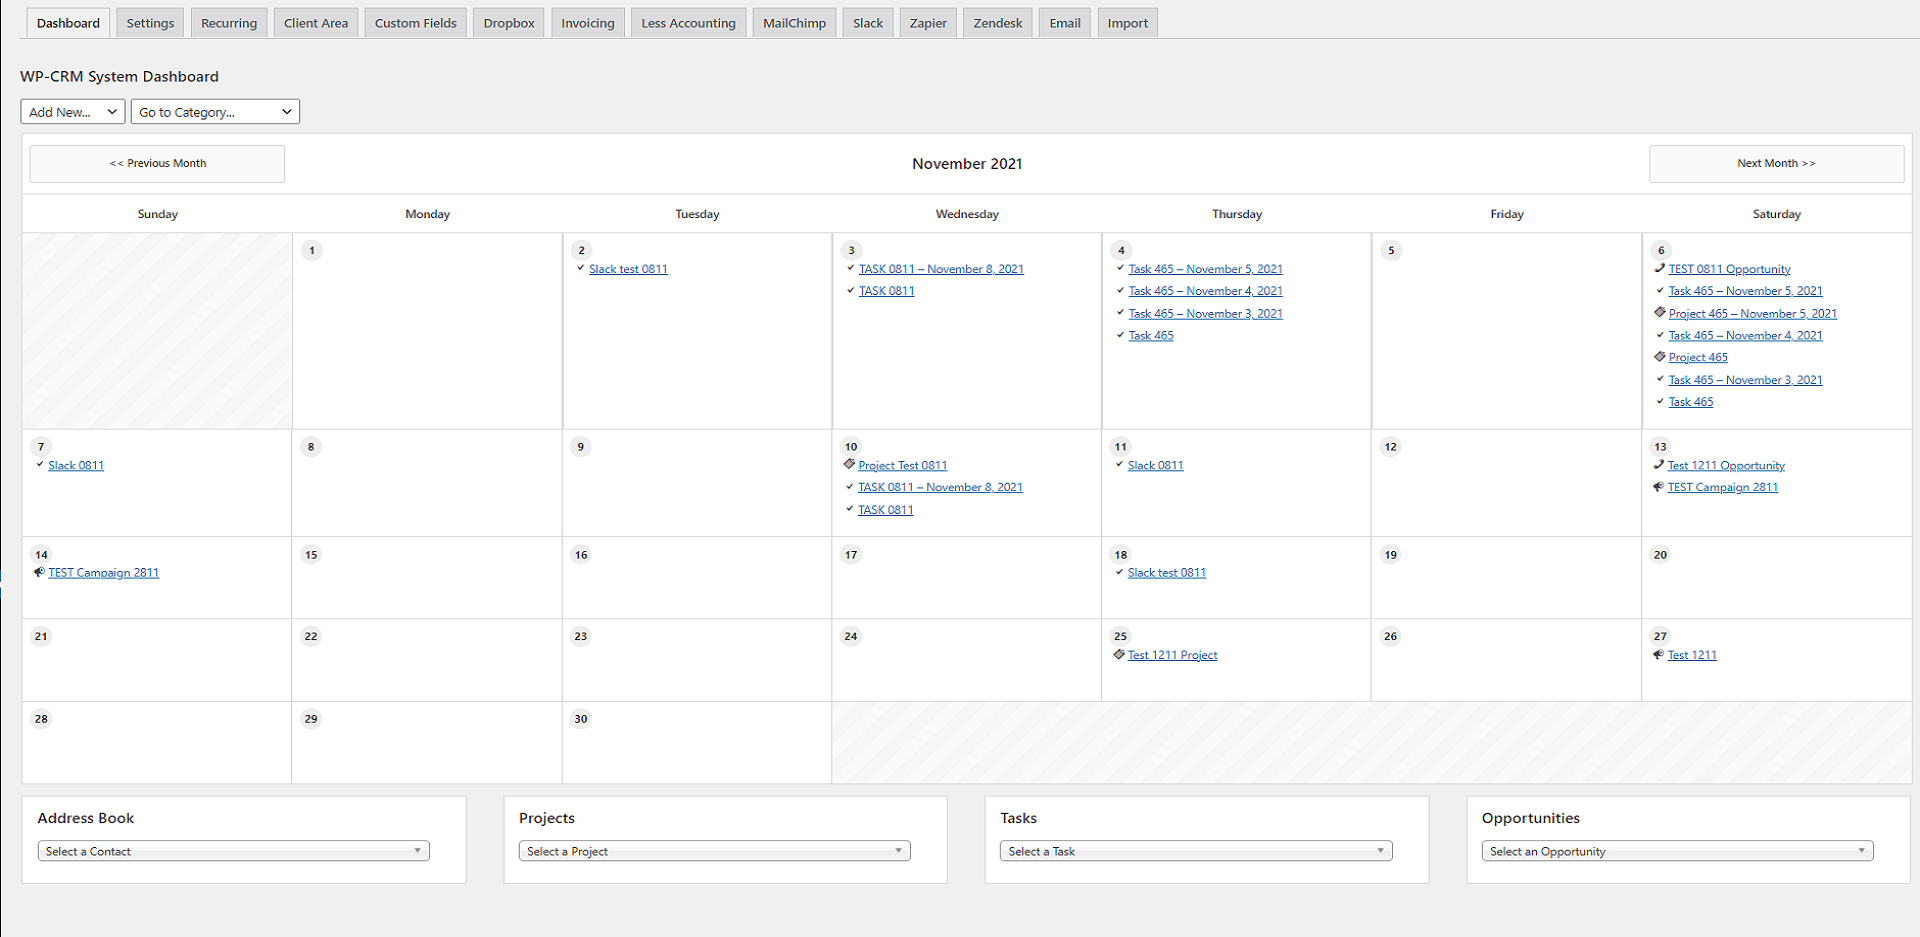 Dashboard Settings Recurring Client Area Custom Fields Dropbox Invoicing Less Accounting MailChimp Slack Zapier Zendesk Email Import
WP-CRM System Dashboard
Add New... Go to Category...
<< Previous Month November 2021 Next Month >>
Sunday Monday Tuesday Wednesday Thursday Friday Saturday
1 2 3 4 5 6
Slack test 0811 TASK 0811 – November 8, 2021 Task 465 – November 5, 2021 TEST 0811 Opportunity
TASK 0811 Task 465 – November 4, 2021 Task 465 – November 5, 2021
Task 465 – November 3, 2021 Project 465 – November 5, 2021
Task 465 Task 465 – November 4, 2021
Project 465
Task 465 – November 3, 2021
Task 465
7 8 9 10 11 12 13
Slack 0811 Project Test 0811 Slack 0811 Test 1211 Opportunity
TASK 0811 – November 8, 2021 TEST Campaign 2811
TASK 0811
14 15 16 17 18 19 20
TEST Campaign 2811 Slack test 0811
21 22 23 24 25 26 27
Test 1211 Project Test 1211
28 29 30
Address Book Projects Tasks Opportunities
Select a Contact Select a Project Select a Task Select an Opportunity